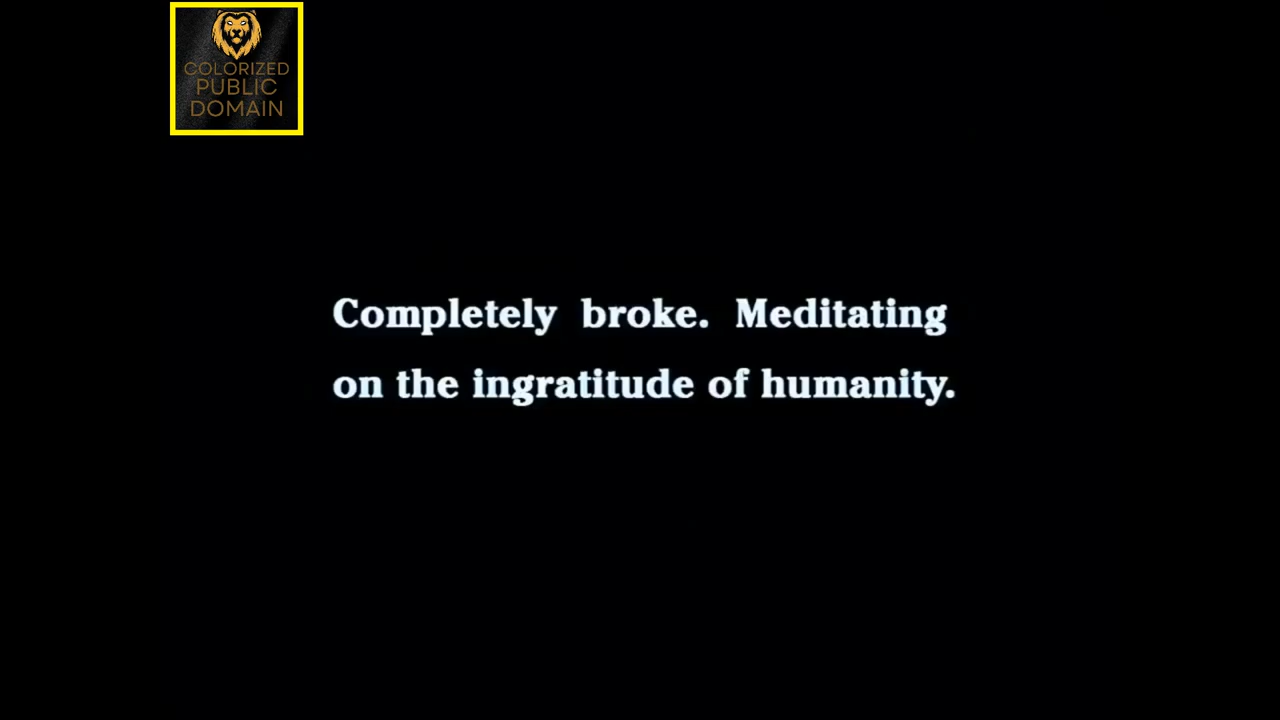 COLORIZED
PUBLIC
DOMAIN
Completely broke. Meditating
on the ingratitude of humanity.